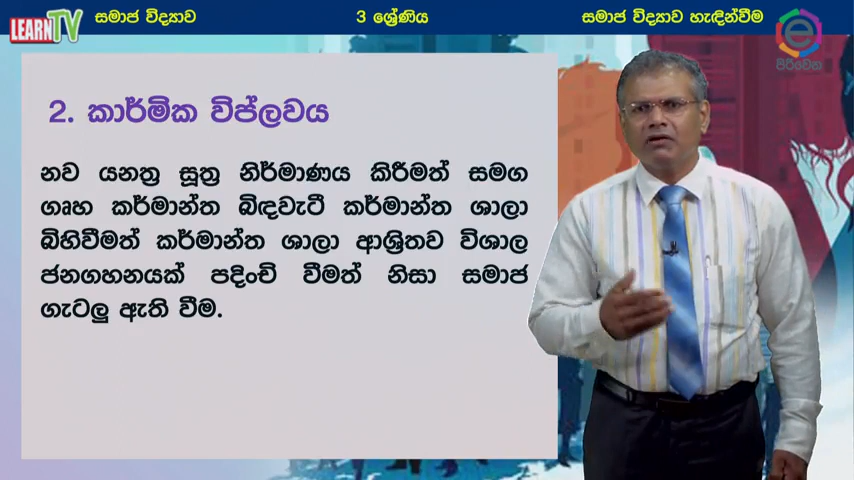 LEARN TV
සමාජ විද්‍යාව
3 ශ්‍රේණිය
සමාජ විද්‍යාව හැඳින්වීම
e
පිරිවෙන
2. කාර්මික විප්ලවය
නව යනත්‍ර සූත්‍ර නිර්මාණය කිරීමත් සමග
ගෘහ කර්මාන්ත බිඳවැටී කර්මාන්ත ශාලා
බිහිවීමත් කර්මාන්ත ශාලා ආශ්‍රිතව විශාල
ජනගහනයක් පදිංචි වීමත් නිසා සමාජ
ගැටලු ඇති වීම.